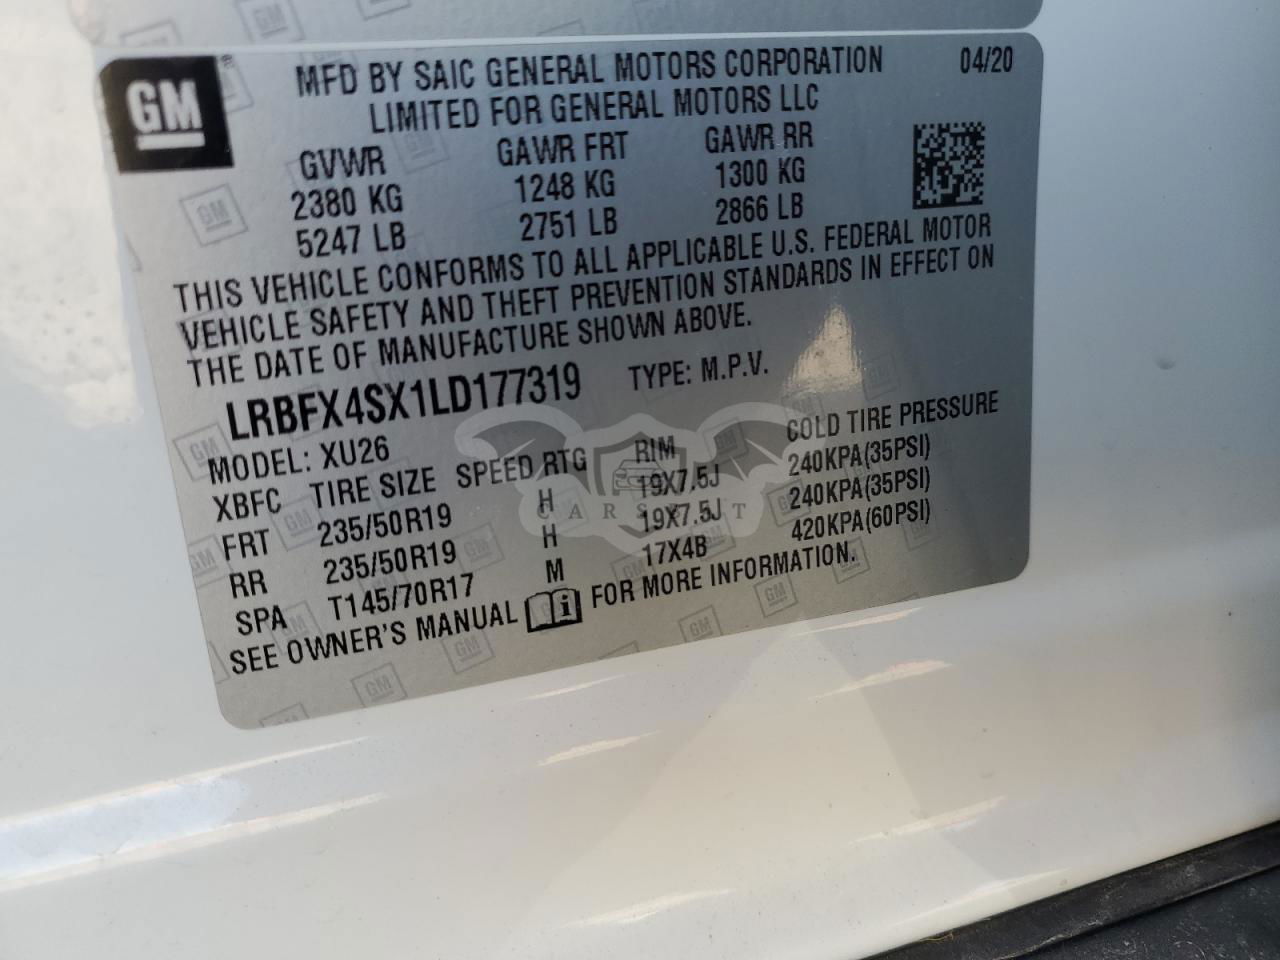 GM
MFD BY SAIC GENERAL MOTORS CORPORATION 04/20
LIMITED FOR GENERAL MOTORS LLC
GVWR GAWR FRT GAWR RR
2380 KG 1248 KG 1300 KG
5247 LB 2751 LB 2866 LB
THIS VEHICLE CONFORMS TO ALL APPLICABLE U.S. FEDERAL MOTOR
VEHICLE SAFETY AND THEFT PREVENTION STANDARDS IN EFFECT ON
THE DATE OF MANUFACTURE SHOWN ABOVE.
LRBFX4SX1LD177319 TYPE: M.P.V.
MODEL: XU26
XBFC TIRE SIZE SPEED RTG RIM COLD TIRE PRESSURE
FRT 235/50R19 H 19X7.5J 240KPA(35PSI)
RR 235/50R19 H 19X7.5J 240KPA(35PSI)
SPA T145/70R17 M 17X4B 420KPA(60PSI)
SEE OWNER'S MANUAL i FOR MORE INFORMATION.